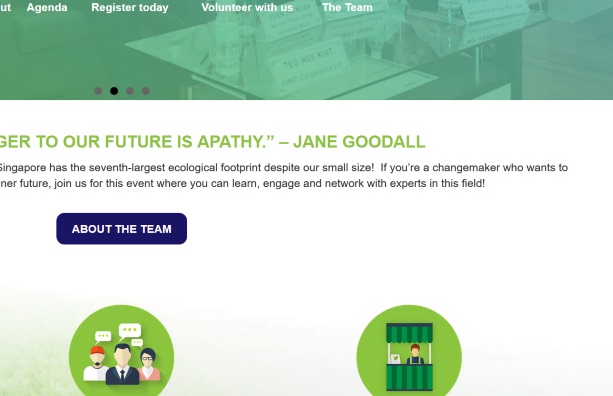 ut Agenda Register today Volunteer with us The Team
TEO WEE KIAT
GER TO OUR FUTURE IS APATHY.” – JANE GOODALL
Singapore has the seventh-largest ecological footprint despite our small size! If you’re a changemaker who wants to
ner future, join us for this event where you can learn, engage and network with experts in this field!
ABOUT THE TEAM